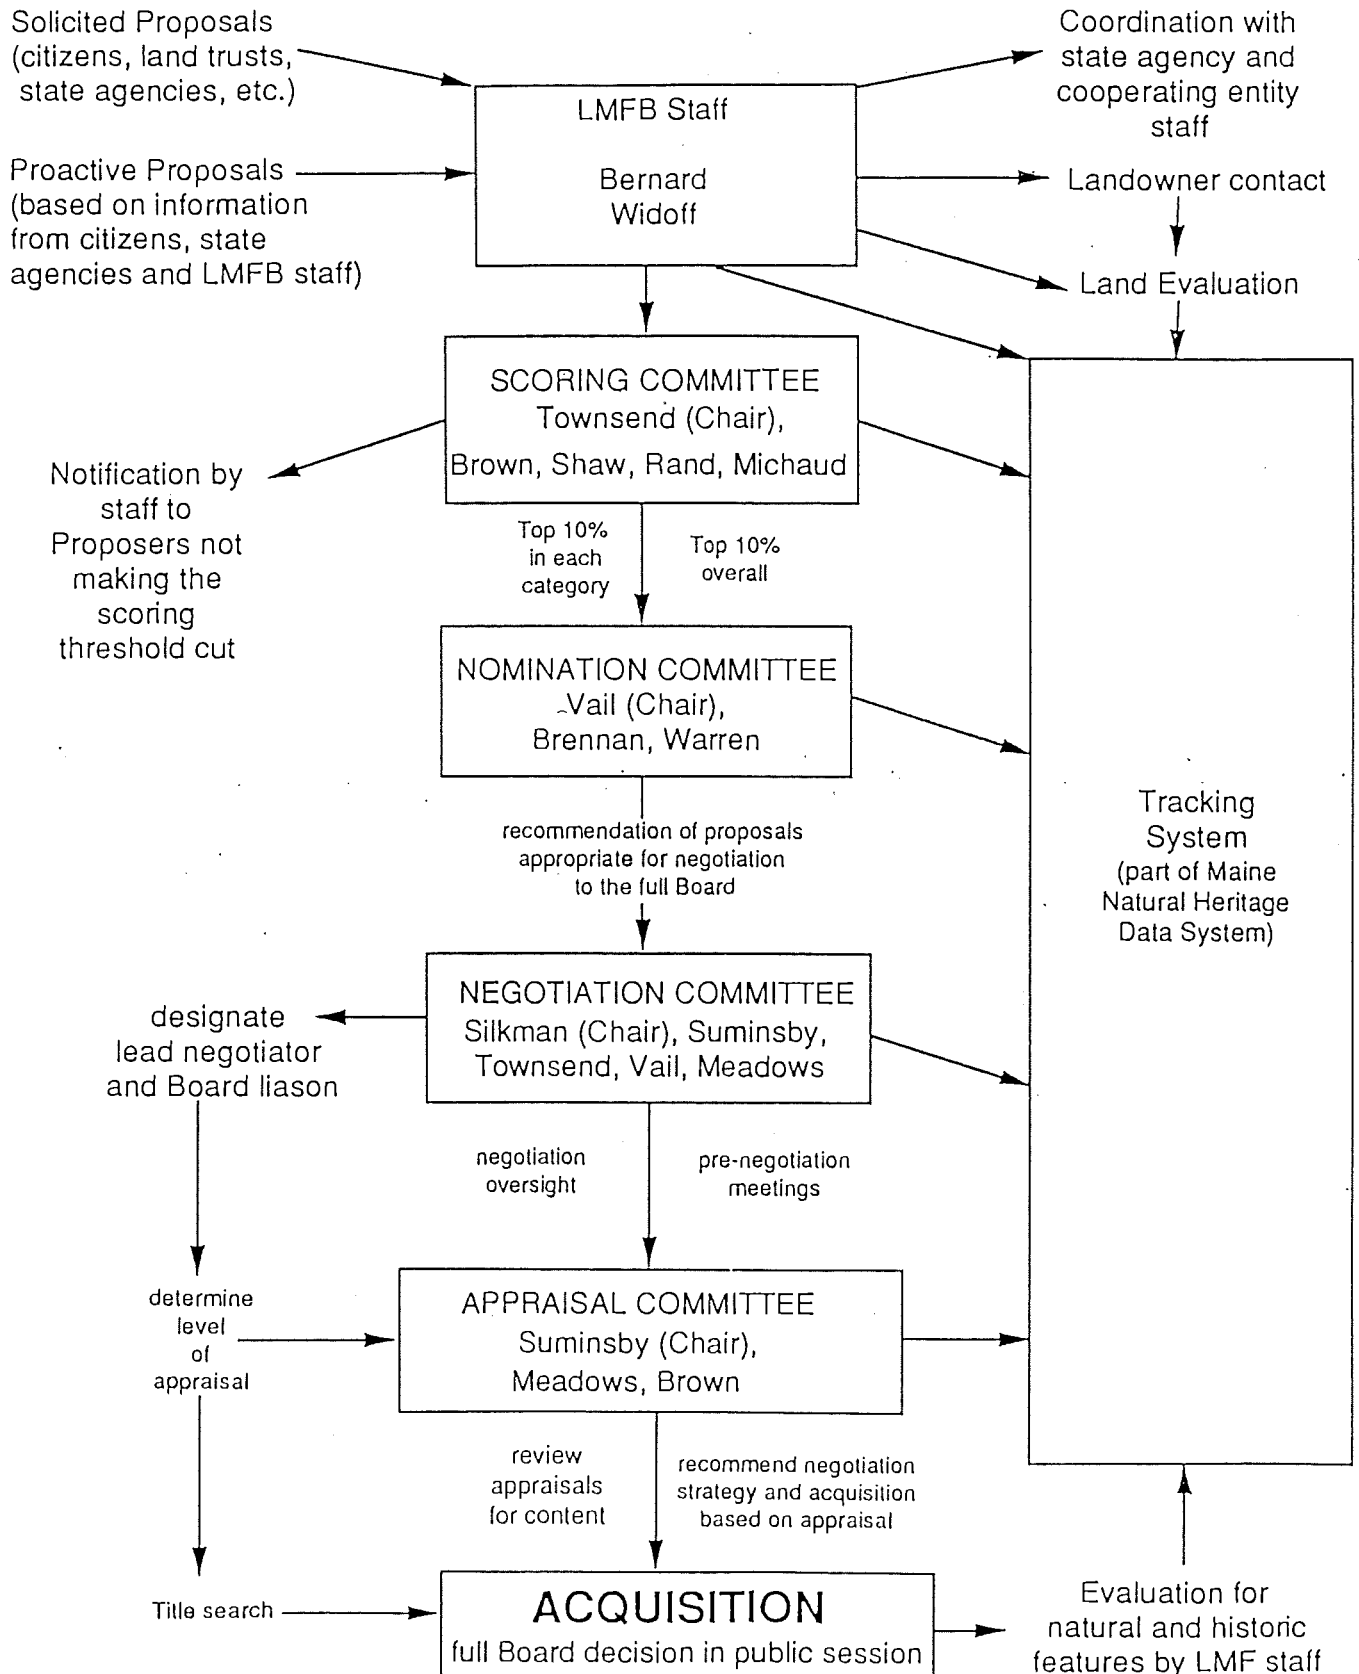 Solicited Proposals
(citizens, land trusts,
state agencies, etc.)
Coordination with
state agency and
cooperating entity
staff
LMFB Staff
Bernard
Widoff
Proactive Proposals
(based on information
from citizens, state
agencies and LMFB staff)
Landowner contact
Land Evaluation
SCORING COMMITTEE
Townsend (Chair),
Brown, Shaw, Rand, Michaud
Notification by
staff to
Proposers not
making the
scoring
threshold cut
Top 10%
in each
category
Top 10%
overall
NOMINATION COMMITTEE
Vail (Chair),
Brennan, Warren
Tracking
System
(part of Maine
Natural Heritage
Data System)
recommendation of proposals
appropriate for negotiation
to the full Board
NEGOTIATION COMMITTEE
Silkman (Chair), Suminsby,
Townsend, Vail, Meadows
designate
lead negotiator
and Board liason
negotiation
oversight
pre-negotiation
meetings
determine
level
of
appraisal
APPRAISAL COMMITTEE
Suminsby (Chair),
Meadows, Brown
review
appraisals
for content
recommend negotiation
strategy and acquisition
based on appraisal
Title search
ACQUISITION
full Board decision in public session
Evaluation for
natural and historic
features by LMF staff